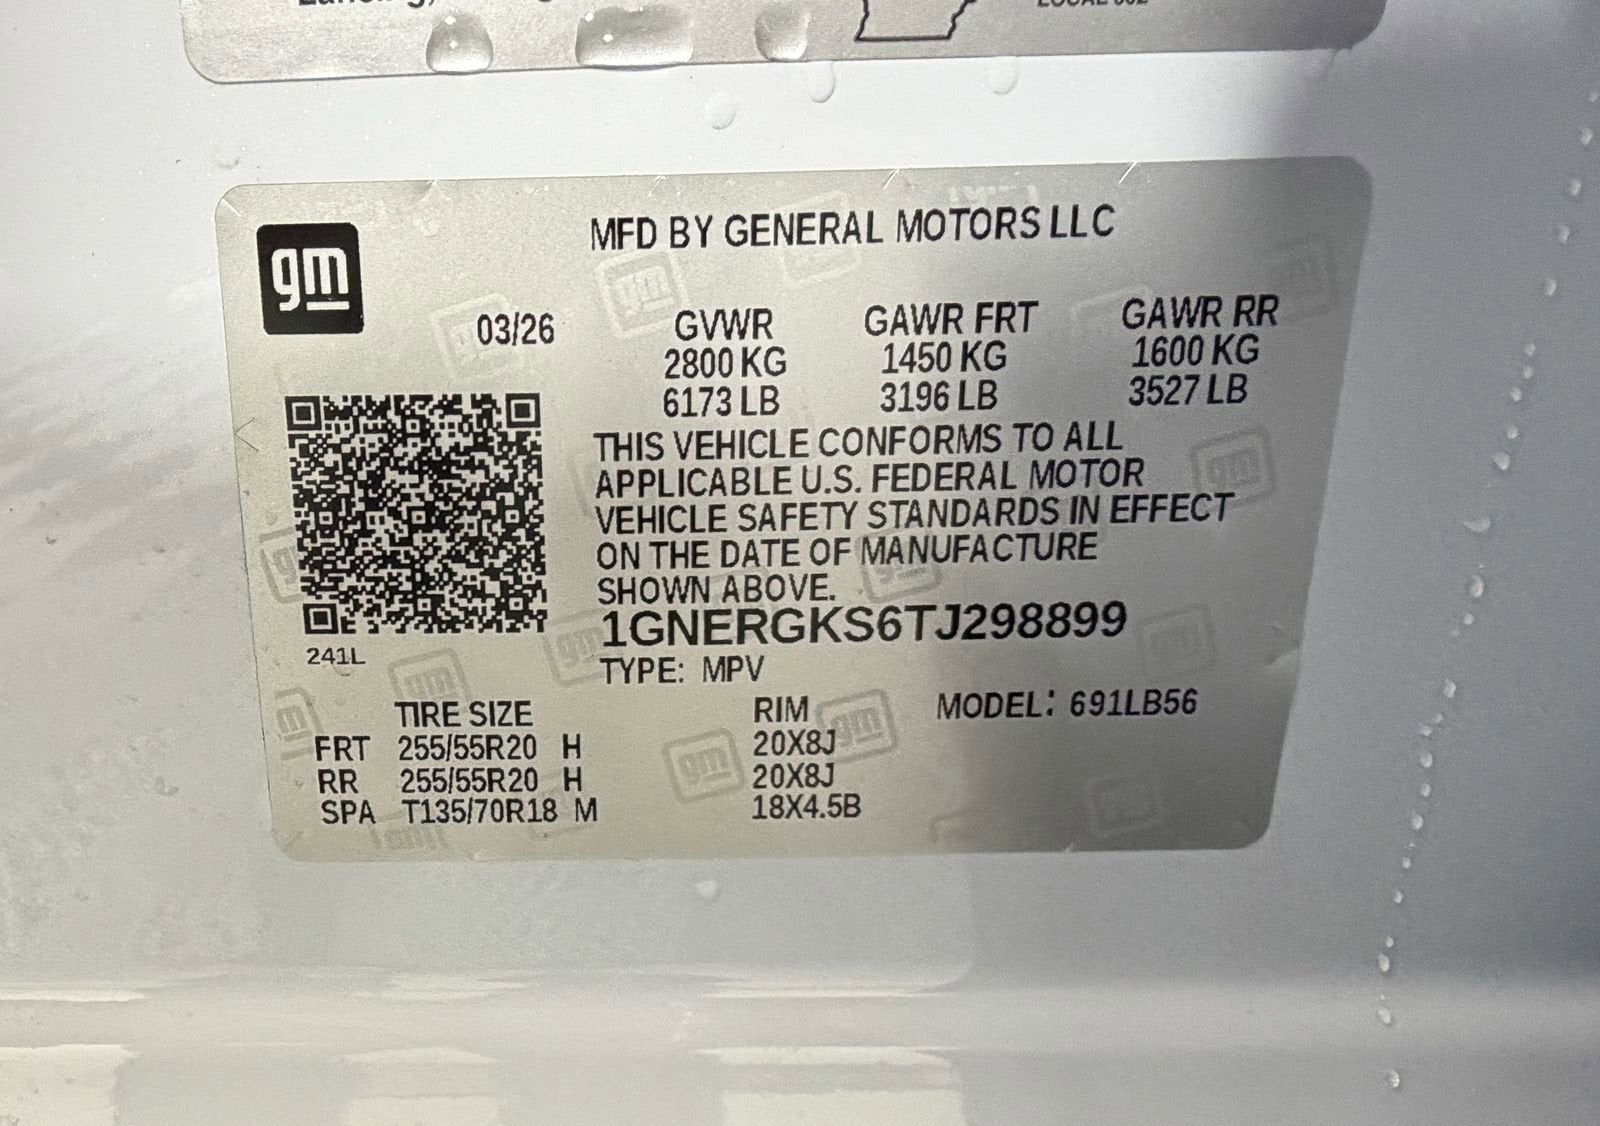 LOCAL 602
gm
MFD BY GENERAL MOTORS LLC
03/26
GVWR GAWR FRT GAWR RR
2800 KG 1450 KG 1600 KG
6173 LB 3196 LB 3527 LB
THIS VEHICLE CONFORMS TO ALL
APPLICABLE U.S. FEDERAL MOTOR
VEHICLE SAFETY STANDARDS IN EFFECT
ON THE DATE OF MANUFACTURE
SHOWN ABOVE.
1GNERGKS6TJ298899
241L
TYPE: MPV
TIRE SIZE RIM MODEL: 691LB56
FRT 255/55R20 H 20X8J
RR 255/55R20 H 20X8J
SPA T135/70R18 M 18X4.5B